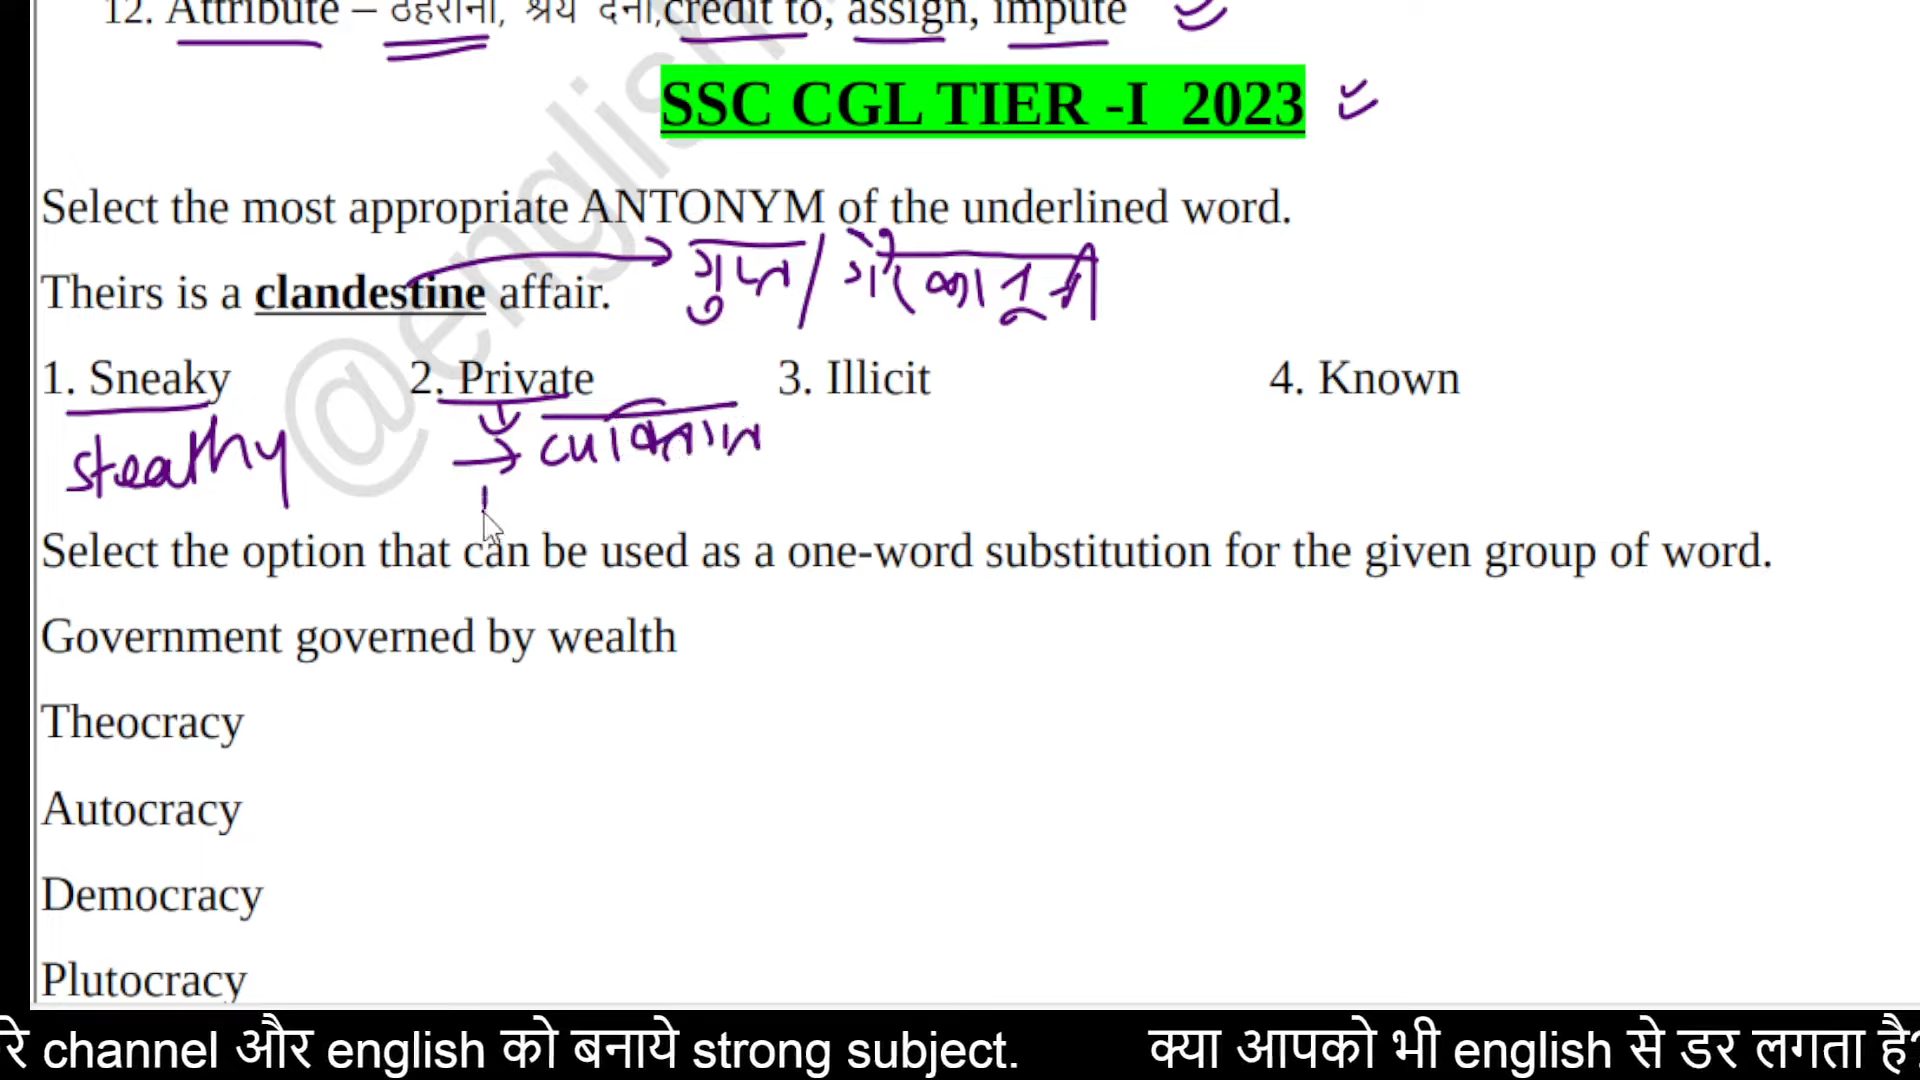 12. Attribute – ठहराना, श्रेय देना,credit to, assign, impute
SSC CGL TIER -I 2023
Select the most appropriate ANTONYM of the underlined word.
Theirs is a clandestine affair. गुप्त / गैरकानूनी
1. Sneaky 2. Private 3. Illicit 4. Known
steathy
Select the option that can be used as a one-word substitution for the given group of word.
Government governed by wealth
Theocracy
Autocracy
Democracy
Plutocracy
रे channel और english को बनाये strong subject. क्या आपको भी english से डर लगता है?
@english